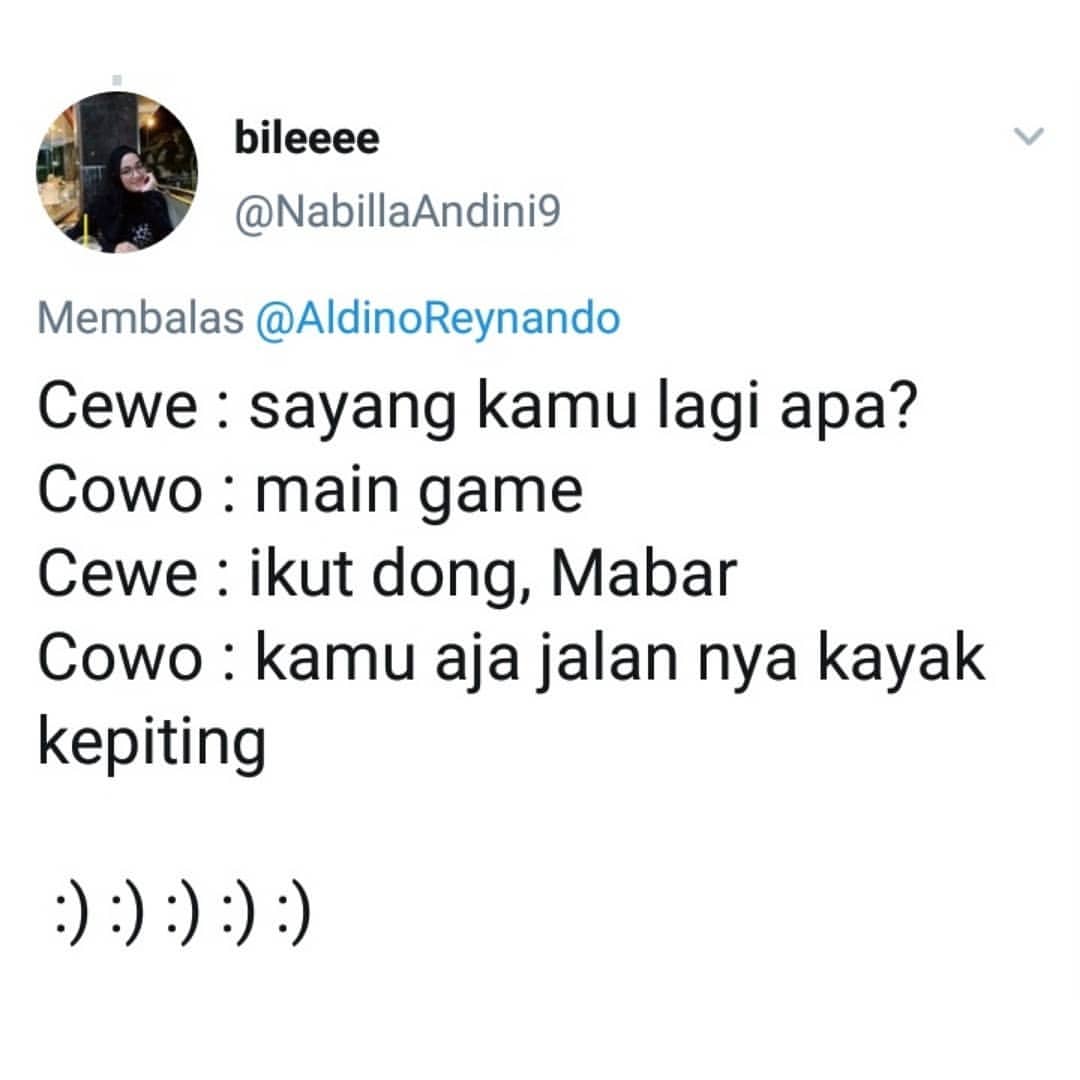 bileeee
@NabillaAndini9
Membalas @AldinoReynando
Cewe : sayang kamu lagi apa?
Cowo : main game
Cewe : ikut dong, Mabar
Cowo : kamu aja jalan nya kayak
kepiting
:) :) :) :) :)